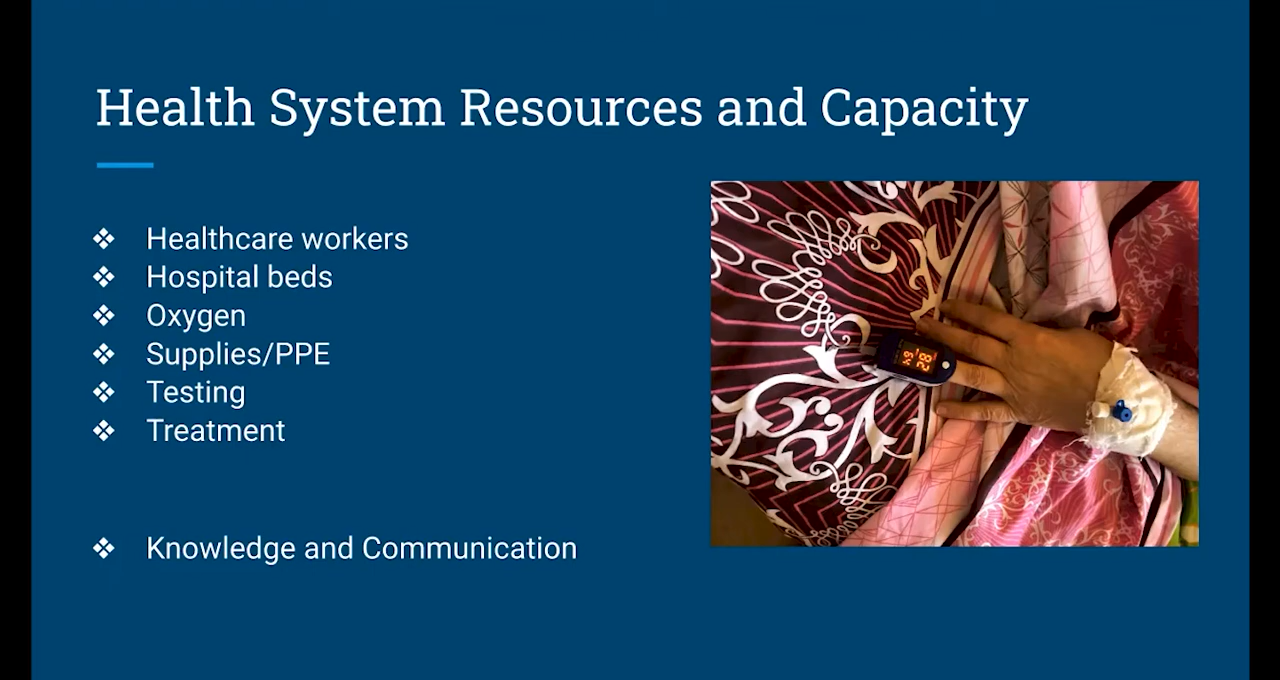 Health System Resources and Capacity
❖ Healthcare workers
❖ Hospital beds
❖ Oxygen
❖ Supplies/PPE
❖ Testing
❖ Treatment
❖ Knowledge and Communication